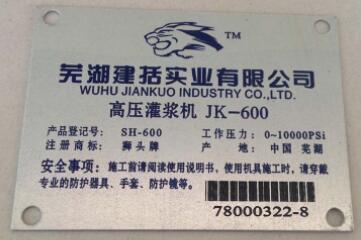 TM
芜湖建括实业有限公司
WUHU JIANKUO INDUSTRY CO.,LTD.
高压灌浆机 JK-600
产品登记号： SH-600 工作压力： 0~10000PSi
注册商标： 狮头牌 产 地： 中国 芜湖
安全事项： 施工前请阅读使用说明书，使用机具施工时，请穿戴
专业的防护器具、手套、防护镜等。
78000322-8